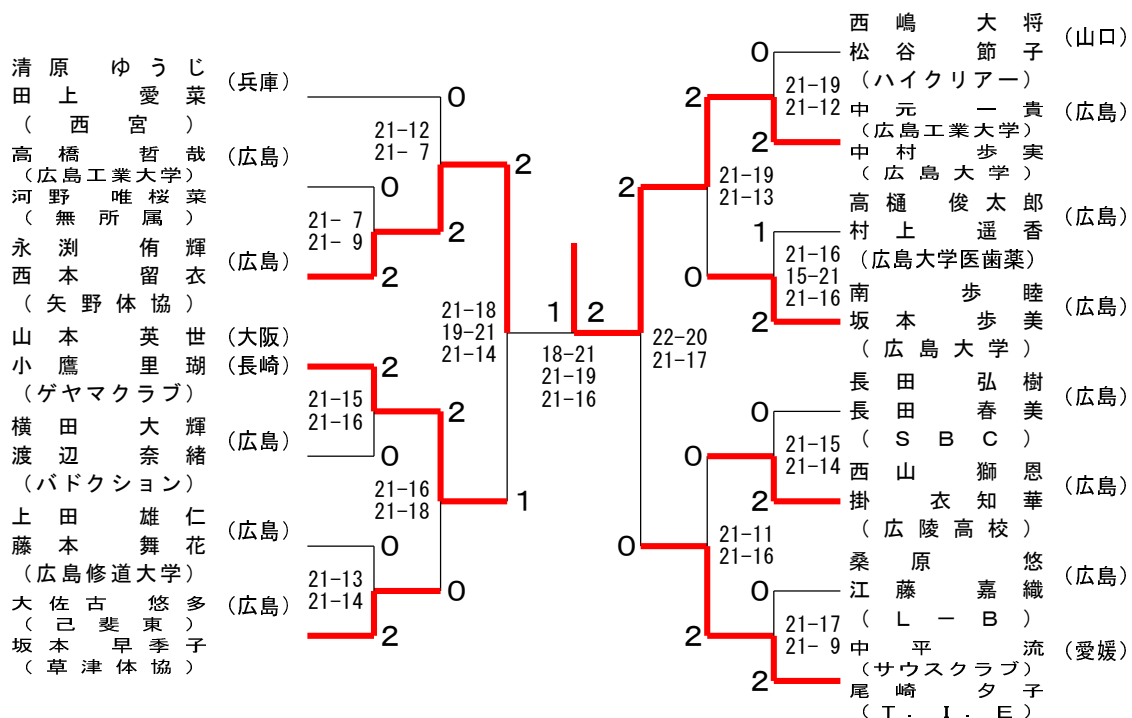 清原 ゆうじ
田上 愛菜
(兵庫)
(西宮)
高橋 哲哉
(広島工業大学)
河野 唯桜菜
(無所属)
(広島)
永渕 侑輝
西本 留衣
(広島)
(矢野体協)
山本 英世 (大阪)
小鷹 里瑚 (長崎)
(ゲヤマクラブ)
横田 大輝
渡辺 奈緒
(広島)
(バドクション)
上田 雄仁
藤本 舞花
(広島)
(広島修道大学)
大佐古 悠多
(己斐東)
坂本 早季子
(草津体協)
(広島)
0
21-12
21- 7
2
0
21- 7
21- 9
2
2
21-18
19-21
21-14
2
21-15
21-16
0
2
21-16
21-18
1
0
21-13
21-14
2
0
1
2
18-21
21-19
21-16
西嶋 大将
松谷 節子
(山口)
(ハイクリアー)
中元 一貴
(広島工業大学)
中村 歩実
(広島大学)
(広島)
高樋 俊太郎
村上 遥香
(広島)
(広島大学医歯薬)
南 歩睦
坂本 歩美
(広島)
(広島大学)
長田 弘樹
長田 春美
(広島)
(SBC)
西山 獅恩
掛 衣知華
(広島)
(広陵高校)
桑原 悠
江藤 嘉織
(広島)
(L-B)
中平 流
(サウスクラブ)
尾崎 夕子
(T.I.E)
(愛媛)
0
21-19
21-12
2
2
21-19
21-13
2
1
21-16
15-21
21-16
2
0
22-20
21-17
0
21-15
21-14
2
0
21-11
21-16
0
0
21-17
21- 9
2
2